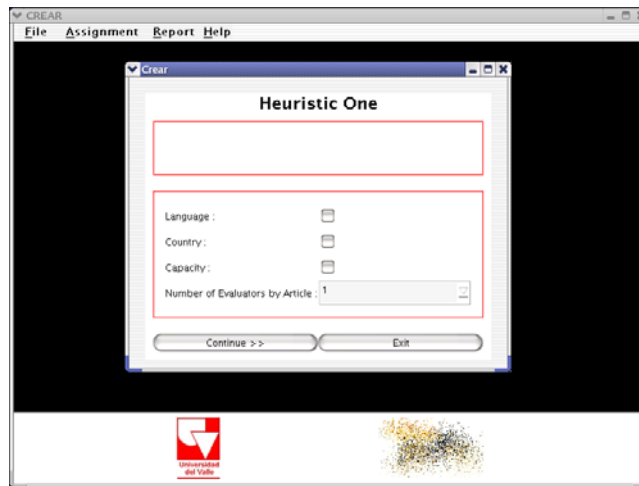 CREAR
File Assignment Report Help
Crear
Heuristic One
Language :
Country :
Capacity :
Number of Evaluators by Article : 1
Continue >> Exit
Universidad
del Valle